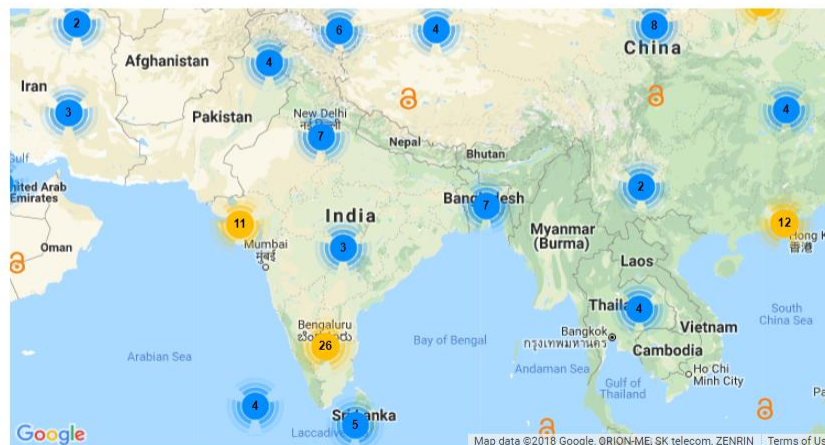 2
6
4
8
China
Afghanistan
4
Iran
3
Pakistan
New Delhi
7
4
Nepal
Bhutan
2
Gulf
United Arab
Emirates
11
India
Bangladesh
7
12
Oman
Mumbai
मुंबई
3
Myanmar
(Burma)
Hong K
香港
Laos
Bengaluru
26
Thailand
4
South
China Sea
Bay of Bengal
Bangkok
กรุงเทพมหานคร
Vietnam
Arabian Sea
Cambodia
Andaman Sea
Gulf of
Thailand
Ho Chi
Minh City
4
Sri Lanka
5
Laccadive
Pa
Google
Map data ©2018 Google, ORION-ME, SK telecom, ZENRIN
Terms of Us